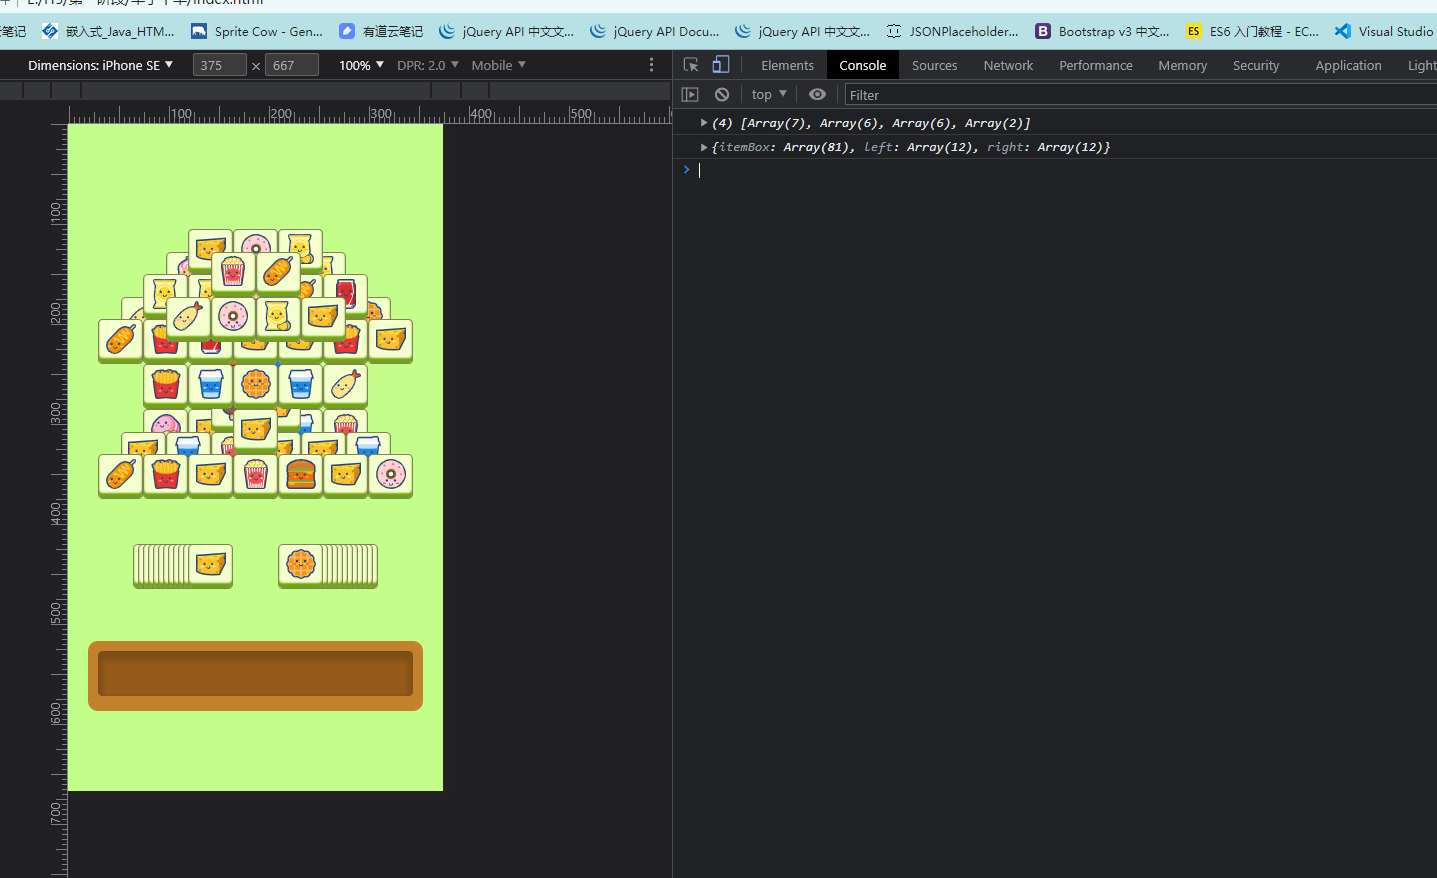 云笔记 嵌入式_Java_HTM... Sprite Cow - Gen... 有道云笔记 jQuery API 中文文... jQuery API Docu... jQuery API 中文文... JSONPlaceholder... B Bootstrap v3 中文... ES ES6 入门教程 - EC... Visual Studio
Dimensions: iPhone SE ▼ 375 × 667 100% ▼ DPR: 2.0 ▼ Mobile ▼ Elements Console Sources Network Performance Memory Security Application Light
top ▼ Filter
100 200 300 400 500
(4) [Array(7), Array(6), Array(6), Array(2)]
{itemBox: Array(81), left: Array(12), right: Array(12)}
100
200
300
400
500
600
700